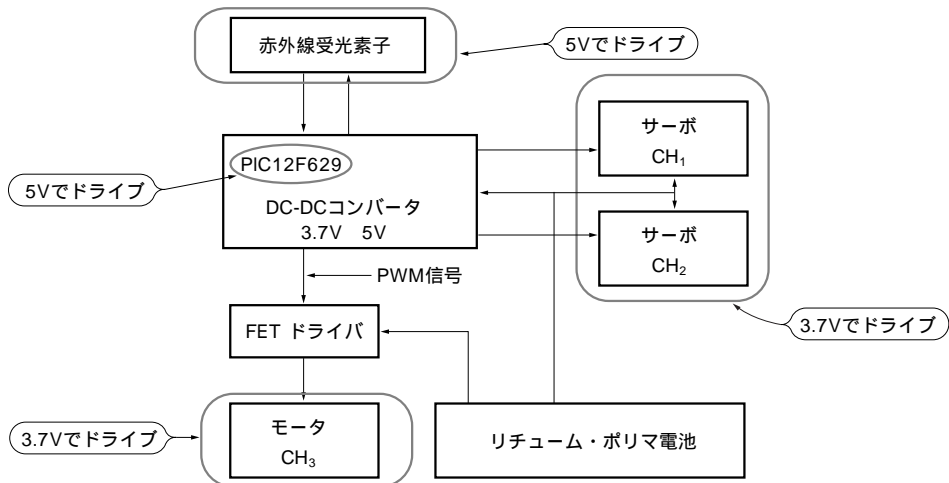 赤外線受光素子
5Vでドライブ
サーボ
CH₁
PIC12F629
5Vでドライブ
DC-DCコンバータ
3.7V 5V
サーボ
CH₂
PWM信号
FET ドライバ
3.7Vでドライブ
モータ
CH₃
3.7Vでドライブ
リチューム・ポリマ電池